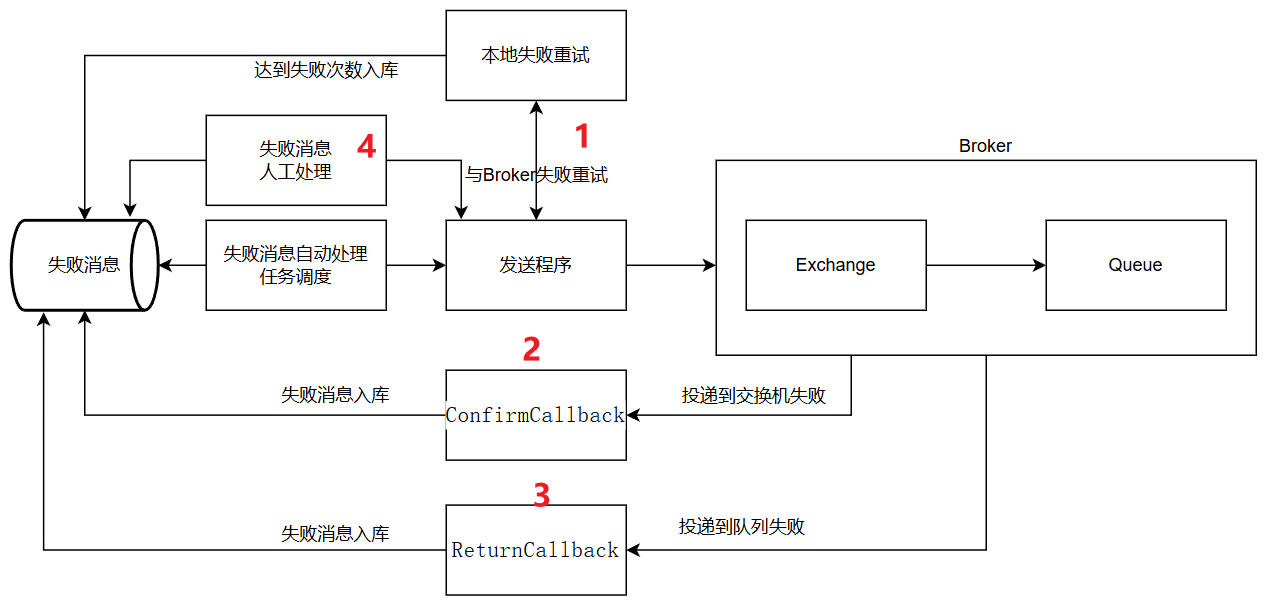 本地失败重试
达到失败次数入库
1
失败消息
人工处理
4
与Broker失败重试
Broker
失败消息
失败消息自动处理
任务调度
发送程序
Exchange
Queue
2
失败消息入库
ConfirmCallback
投递到交换机失败
3
失败消息入库
ReturnCallback
投递到队列失败